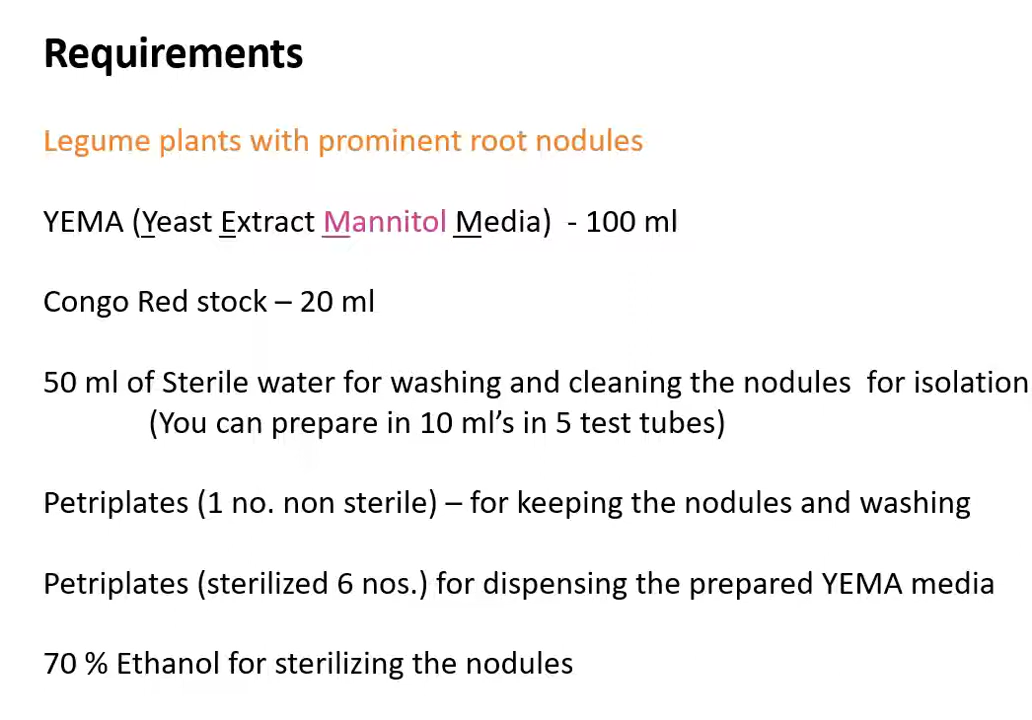 Requirements
Legume plants with prominent root nodules
YEMA (Yeast Extract Mannitol Media)  - 100 ml
Congo Red stock – 20 ml
50 ml of Sterile water for washing and cleaning the nodules  for isolation
(You can prepare in 10 ml’s in 5 test tubes)
Petriplates (1 no. non sterile) – for keeping the nodules and washing
Petriplates (sterilized 6 nos.) for dispensing the prepared YEMA media
70 % Ethanol for sterilizing the nodules